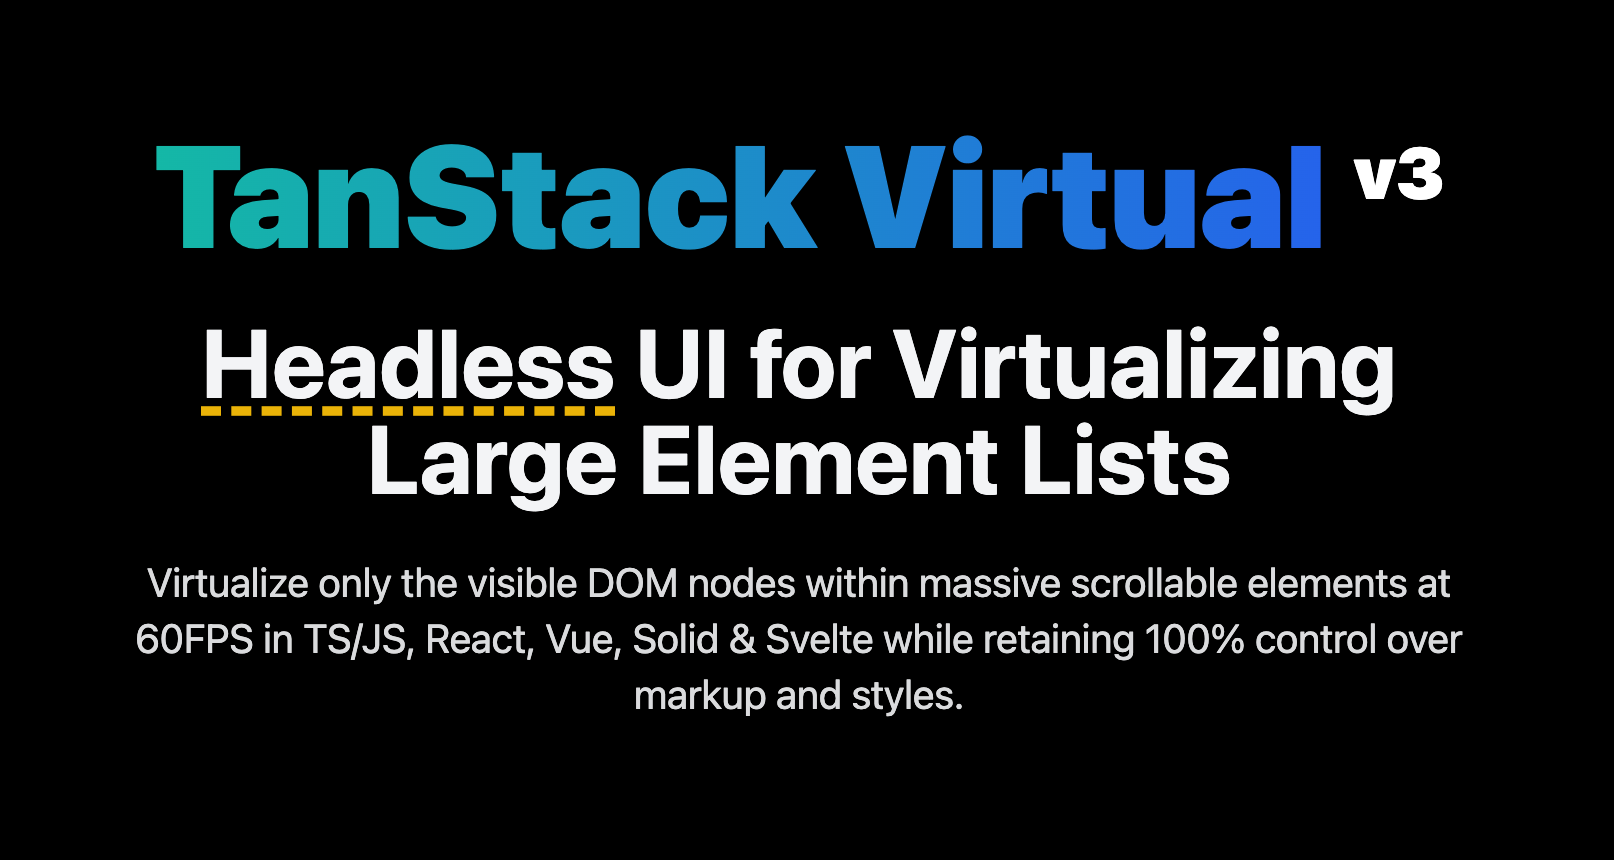 TanStack Virtual v3
Headless UI for Virtualizing
Large Element Lists
Virtualize only the visible DOM nodes within massive scrollable elements at
60FPS in TS/JS, React, Vue, Solid & Svelte while retaining 100% control over
markup and styles.